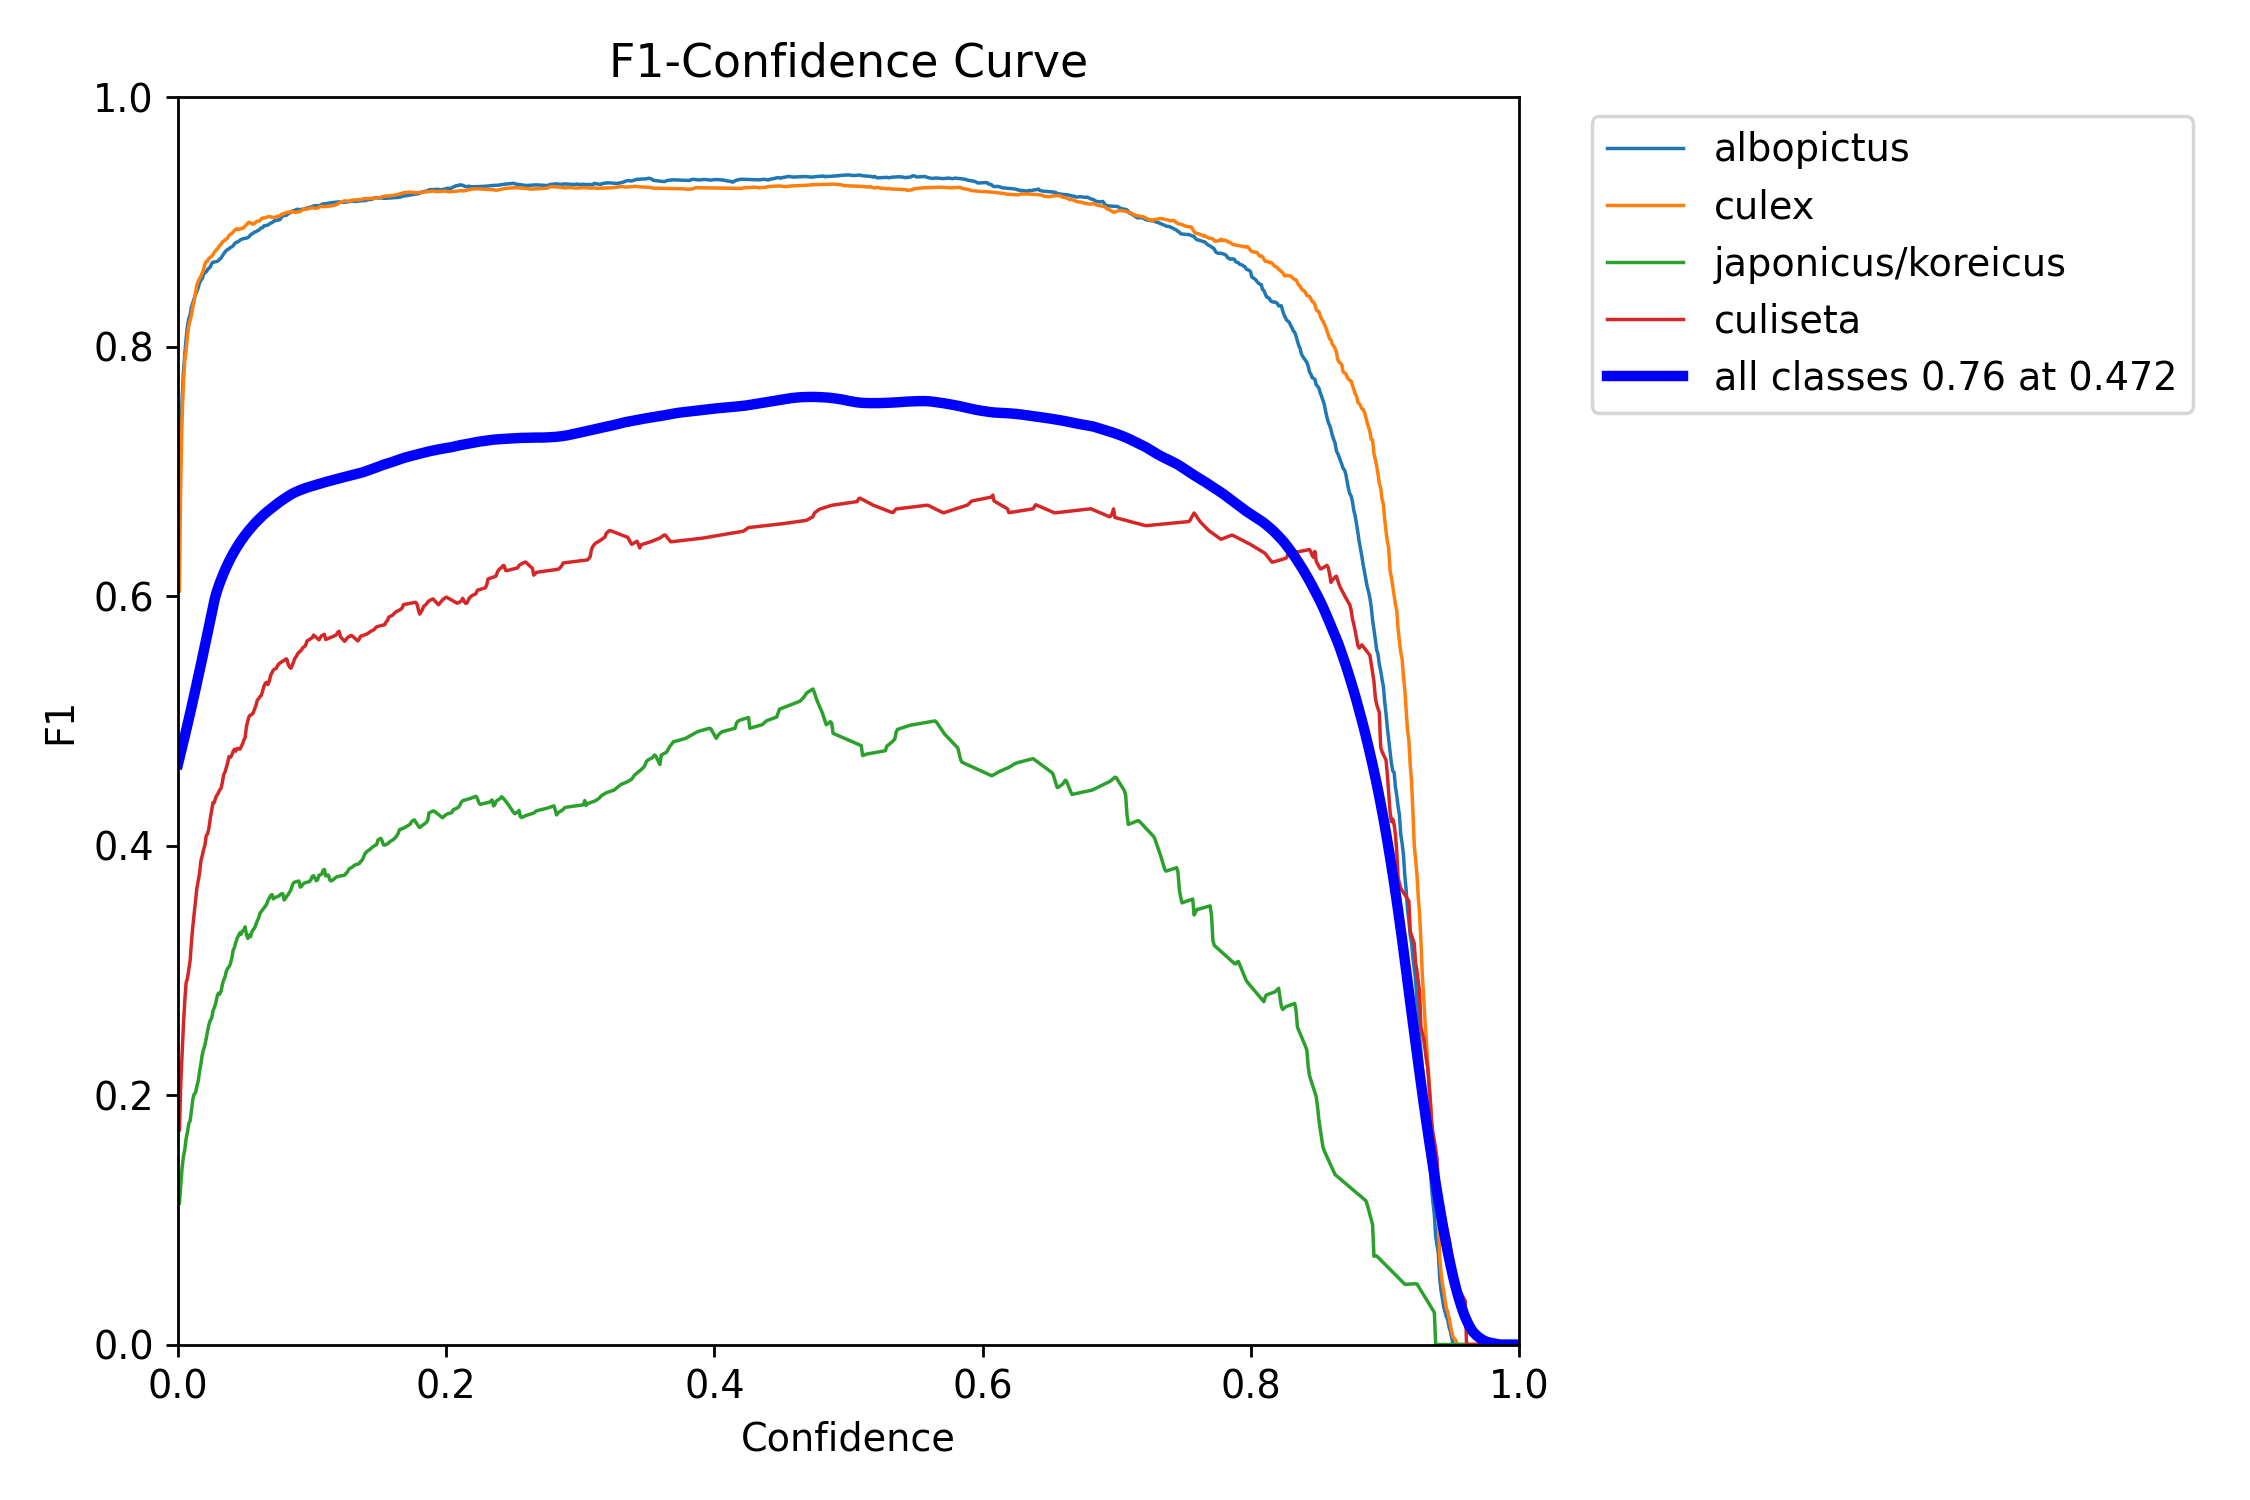 F1-Confidence Curve
1.0
0.8
0.6
0.4
0.2
0.0
F1
0.0 0.2 0.4 0.6 0.8 1.0
Confidence
albopictus
culex
japonicus/koreicus
culiseta
all classes 0.76 at 0.472